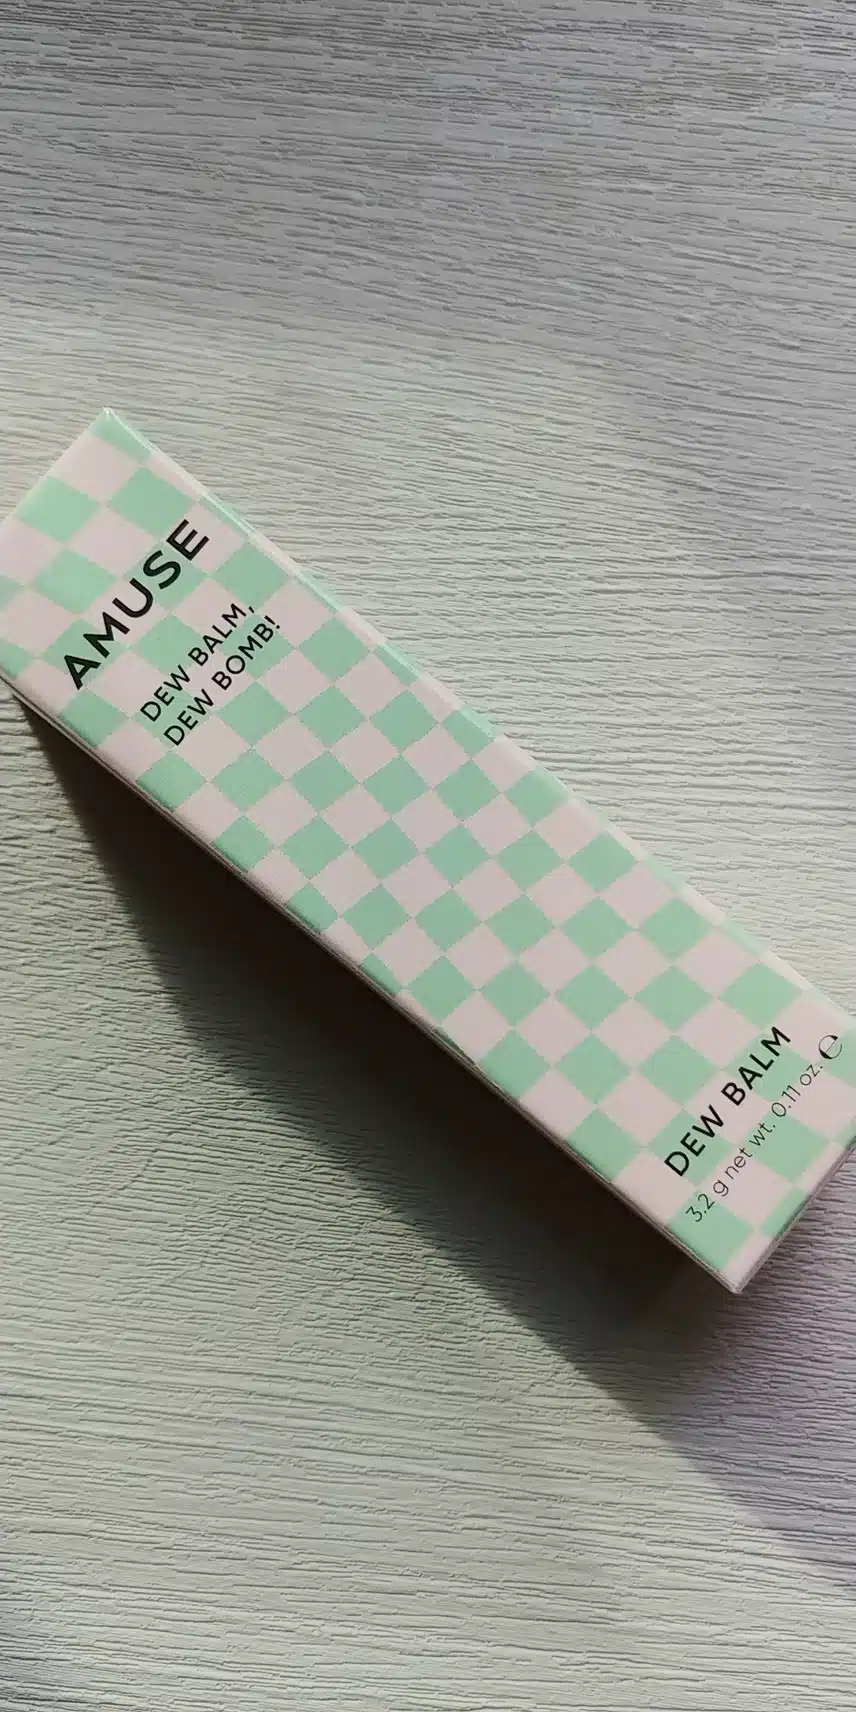 AMUSE
DEW BALM,
DEW BOMB!
DEW BALM
3.2 g net wt. 0.11 oz. ℮